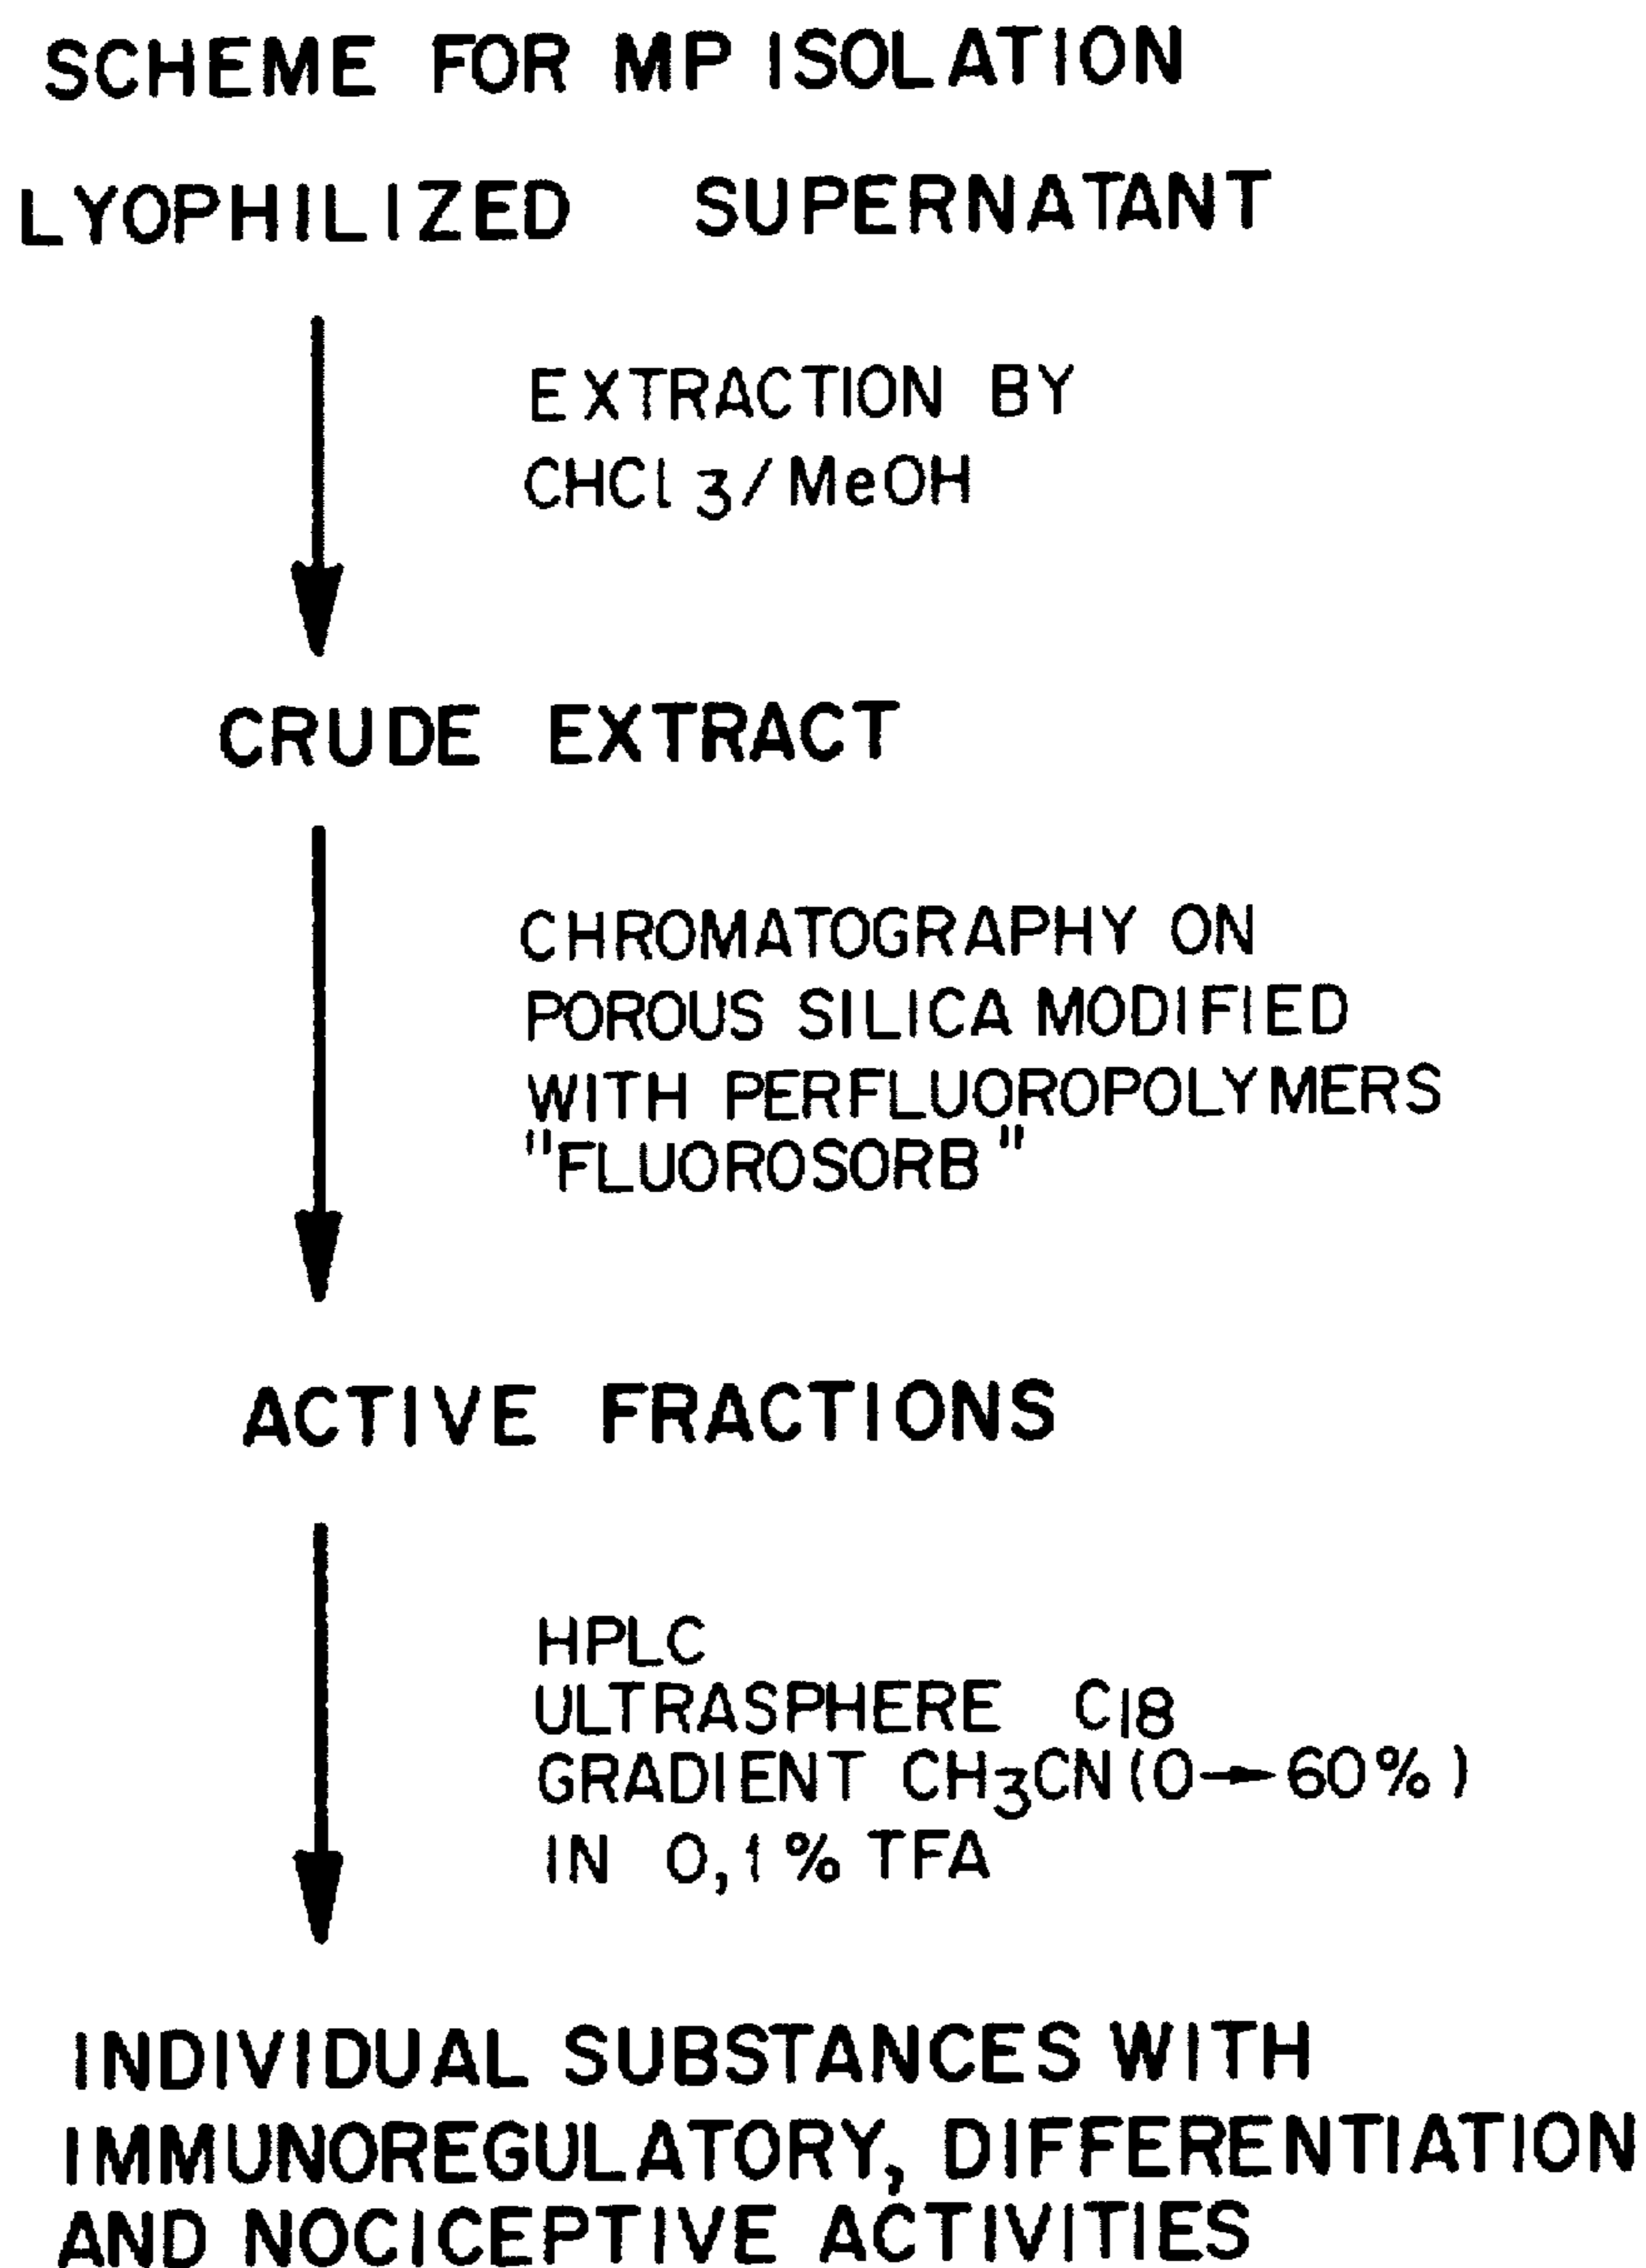 SCHEME FOR MP ISOLATION
LYOPHILIZED SUPERNATANT
EXTRACTION BY
CHCl3/MeOH
CRUDE EXTRACT
CHROMATOGRAPHY ON
POROUS SILICA MODIFIED
WITH PERFLUOROPOLYMERS
"FLUOROSORB"
ACTIVE FRACTIONS
HPLC
ULTRASPHERE C18
GRADIENT CH3CN(0→60%)
IN 0,1% TFA
INDIVIDUAL SUBSTANCES WITH
IMMUNOREGULATORY, DIFFERENTIATION
AND NOCICEPTIVE ACTIVITIES